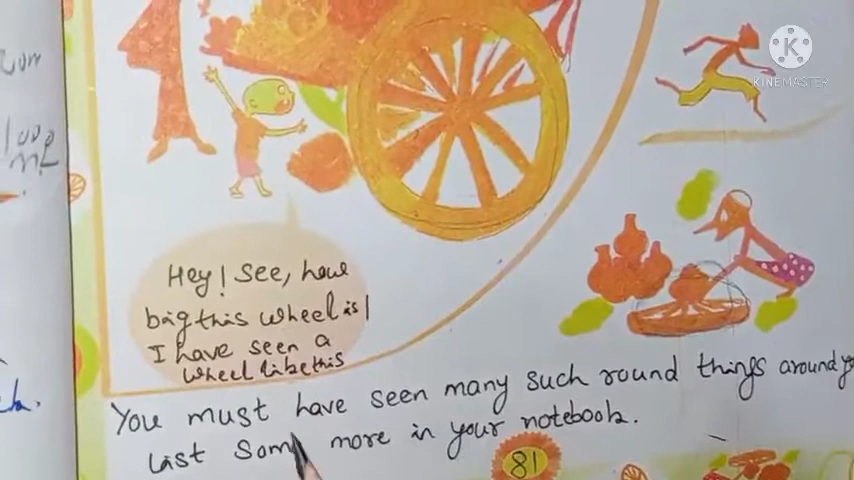 Hey! See, how
big this wheel is!
I have seen a
wheel like this
You must have seen many such round things around
List some more in your notebook.
81
K
KINEMASTER